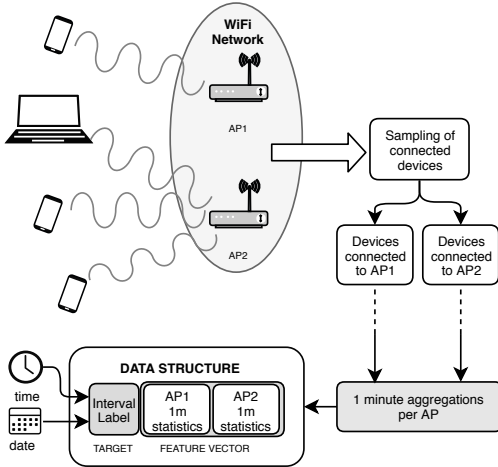 WiFi
Network
AP1
AP2
Sampling of
connected
devices
Devices
connected
to AP1
Devices
connected
to AP2
1 minute aggregations
per AP
DATA STRUCTURE
time
date
Interval
Label
AP1
1m
statistics
AP2
1m
statistics
TARGET
FEATURE VECTOR